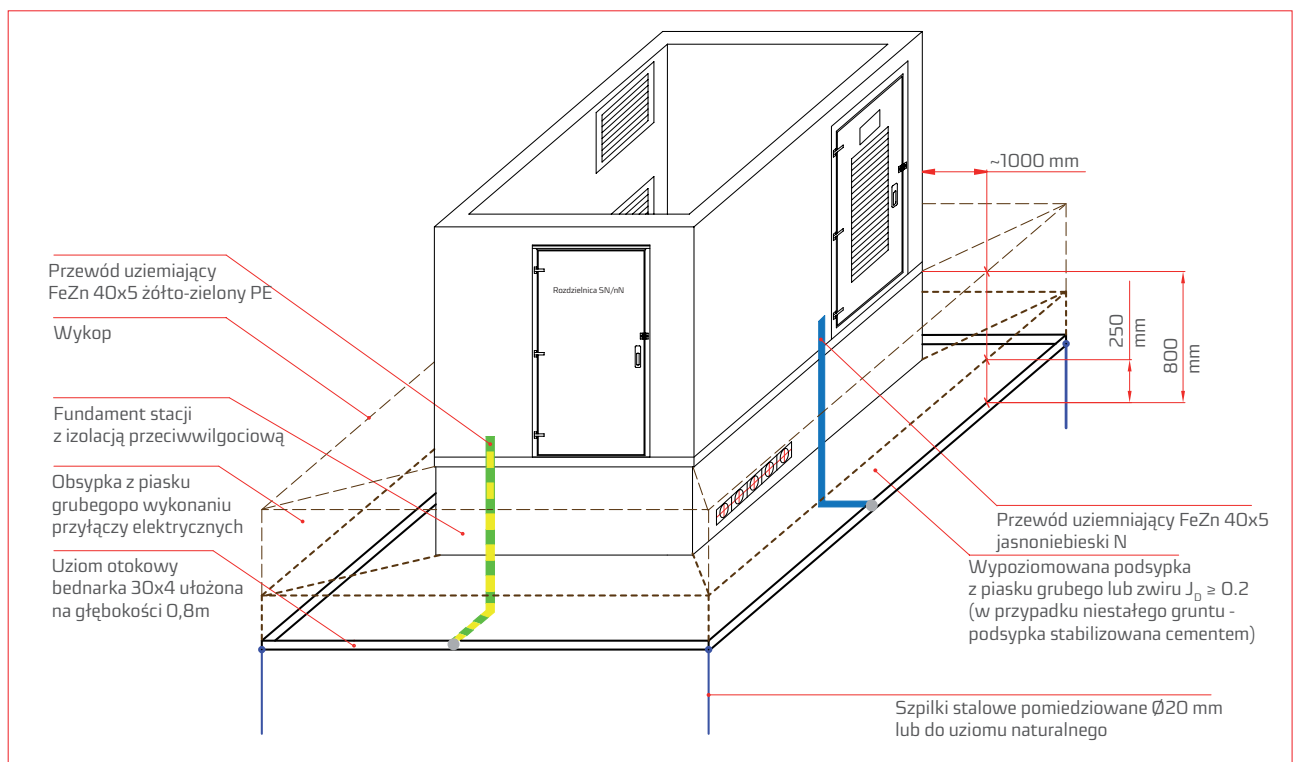 ~1000 mm
Przewód uziemiający
FeZn 40x5 żółto-zielony PE
Rozdzielnica SN/nN
Wykop
250
mm
800
mm
Fundament stacji
z izolacją przeciwwilgociową
Obsypka z piasku
grubegopo wykonaniu
przyłączy elektrycznych
Uziom otokowy
bednarka 30x4 ułożona
na głębokości 0,8m
Przewód uziemniający FeZn 40x5
jasnoniebieski N
Wypoziomowana podsypka
z piasku grubego lub zwiru J_D ≥ 0.2
(w przypadku niestałego gruntu -
podsypka stabilizowana cementem)
Szpilki stalowe pomiedziowane Ø20 mm
lub do uziomu naturalnego